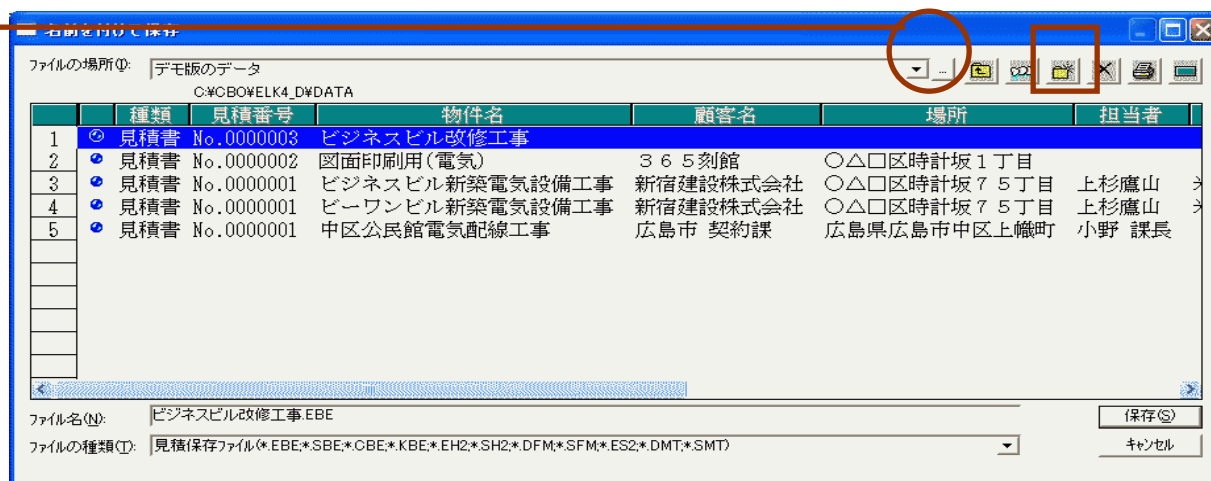 名前を付けて保存
ファイルの場所(I): デモ版のデータ
C:¥CBO¥ELK4_D¥DATA
種類 見積番号 物件名 顧客名 場所 担当者
1 見積書 No.0000003 ビジネスビル改修工事
2 見積書 No.0000002 図面印刷用(電気) 365刻館 ○△□区時計坂1丁目
3 見積書 No.0000001 ビジネスビル新築電気設備工事 新宿建設株式会社 ○△□区時計坂75丁目 上杉鷹山
4 見積書 No.0000001 ビーワンビル新築電気設備工事 新宿建設株式会社 ○△□区時計坂75丁目 上杉鷹山
5 見積書 No.0000001 中区公民館電気配線工事 広島市 契約課 広島県広島市中区上幟町 小野 課長
ファイル名(N): ビジネスビル改修工事.EBE 保存(S)
ファイルの種類(T): 見積保存ファイル(*.EBE;*.SBE;*.CBE;*.KBE;*.EH2;*.SH2;*.DFM;*.SFM;*.ES2;*.DMT;*.SMT) キャンセル